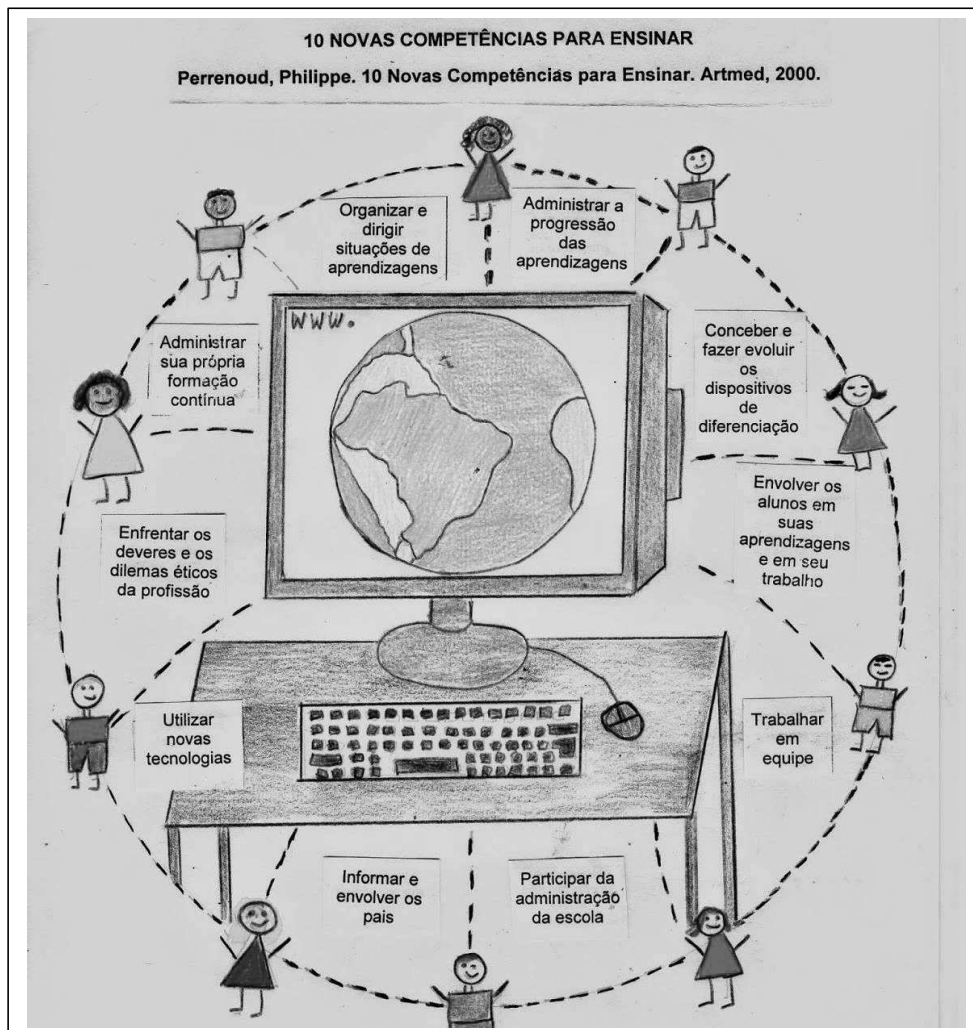 10 NOVAS COMPETÊNCIAS PARA ENSINAR
Perrenoud, Philippe. 10 Novas Competências para Ensinar. Artmed, 2000.
Organizar e
dirigir
situações de
aprendizagens
Administrar a
progressão
das
aprendizagens
Conceber e
fazer evoluir
os
dispositivos
de
diferenciação
Envolver os
alunos em
suas
aprendizagens
e em seu
trabalho
Trabalhar
em
equipe
Participar da
administração
da escola
Informar e
envolver os
pais
Utilizar
novas
tecnologias
Enfrentar os
deveres e os
dilemas éticos
da profissão
Administrar
sua própria
formação
contínua
WWW.